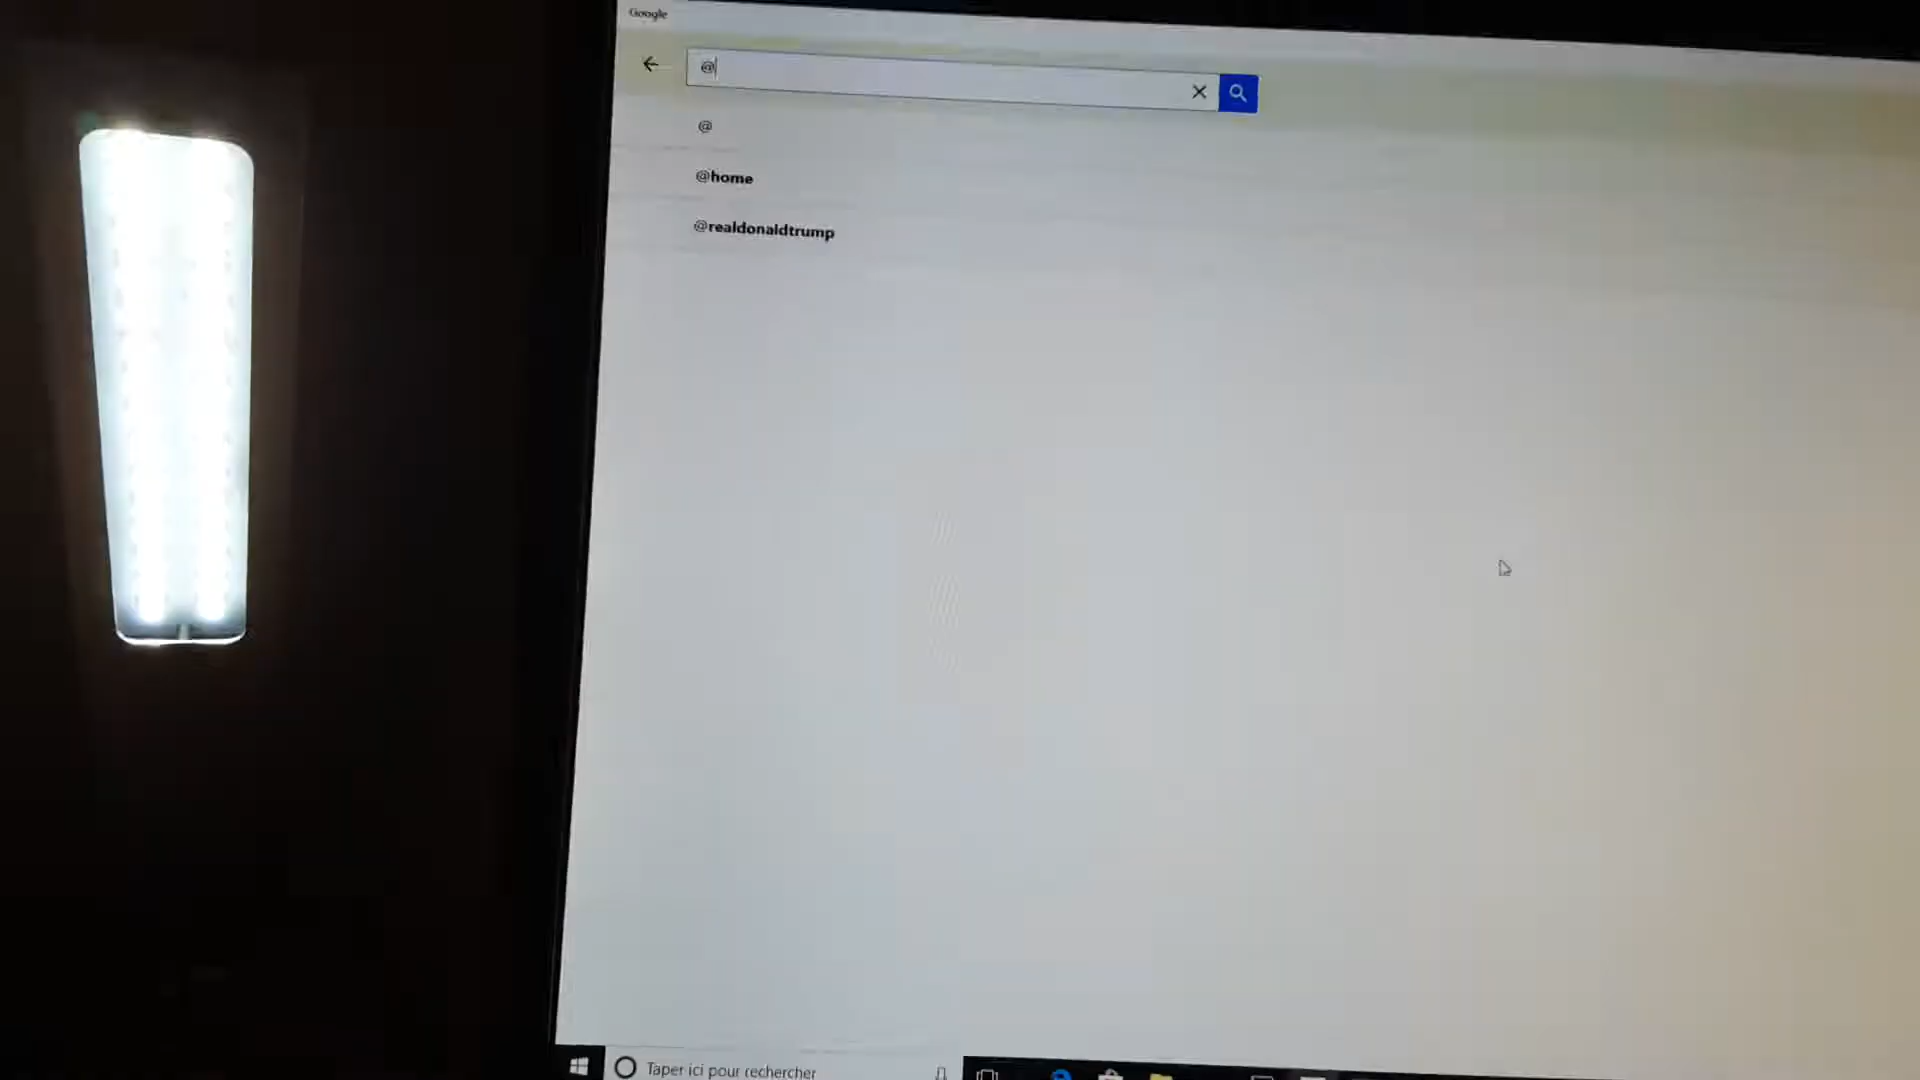 Google
@
@
@home
@realdonaldtrump
Taper ici pour rechercher